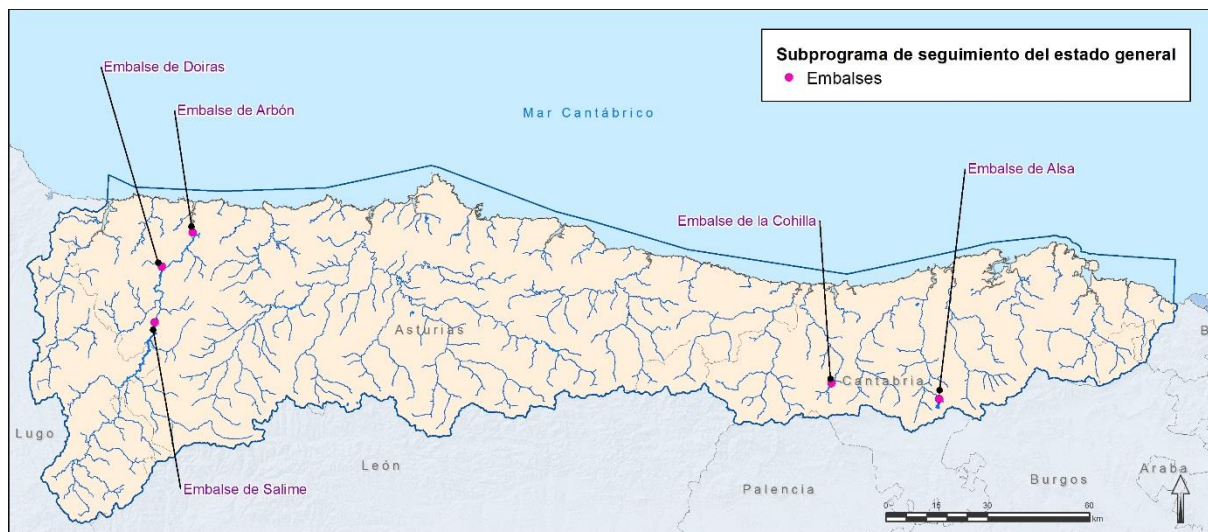 Subprograma de seguimiento del estado general
Embalses
Embalse de Doiras
Embalse de Arbón
Mar Cantábrico
Embalse de Alsa
Embalse de la Cohilla
Asturias
Cantabria
B
Lugo
León
Palencia
Burgos
Araba
Embalse de Salime
0 15 30 60
km